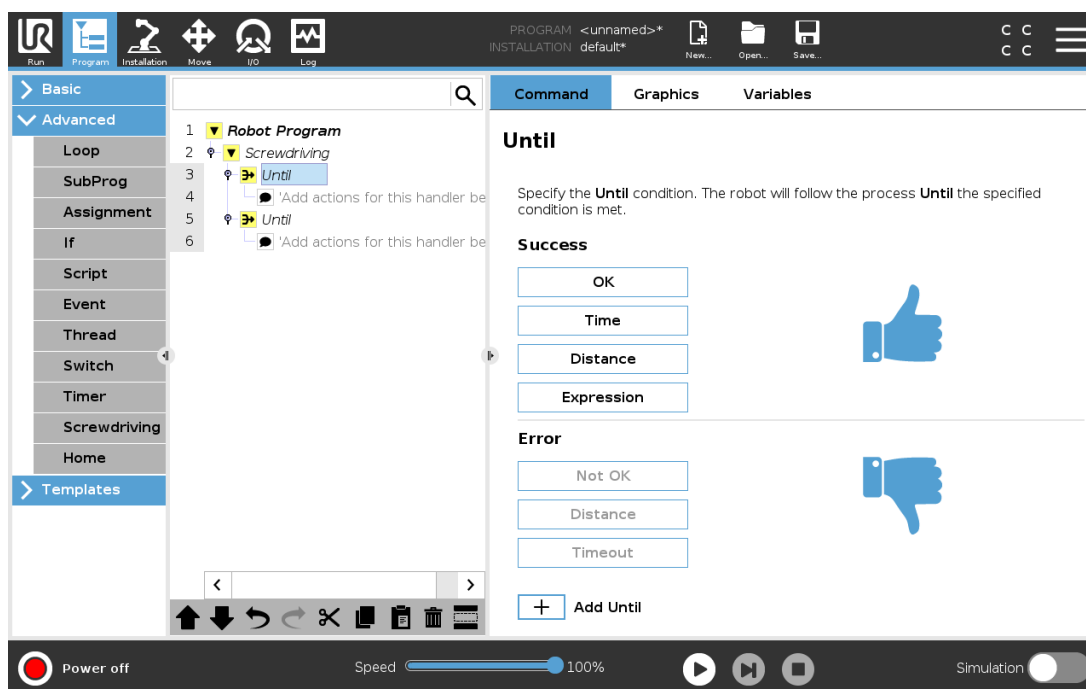 UR
Run
Program
Installation
Move
I/O
Log
PROGRAM <unnamed>*
INSTALLATION default*
New...
Open...
Save...
C C
C C
Basic
Advanced
Loop
SubProg
Assignment
If
Script
Event
Thread
Switch
Timer
Screwdriving
Home
Templates
1 Robot Program
2 Screwdriving
3 Until
4 'Add actions for this handler be
5 Until
6 'Add actions for this handler be
Command Graphics Variables
Until
Specify the Until condition. The robot will follow the process Until the specified
condition is met.
Success
OK
Time
Distance
Expression
Error
Not OK
Distance
Timeout
Add Until
Power off
Speed 100%
Simulation